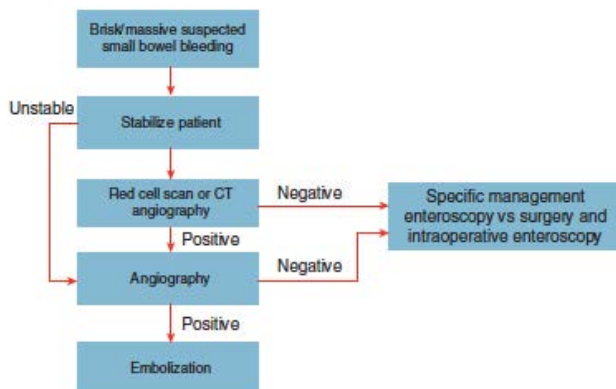 Brisk/massive suspected
small bowel bleeding
Unstable
Stabilize patient
Red cell scan or CT
angiography
Negative
Specific management
enteroscopy vs surgery and
intraoperative enteroscopy
Positive
Angiography
Negative
Positive
Embolization